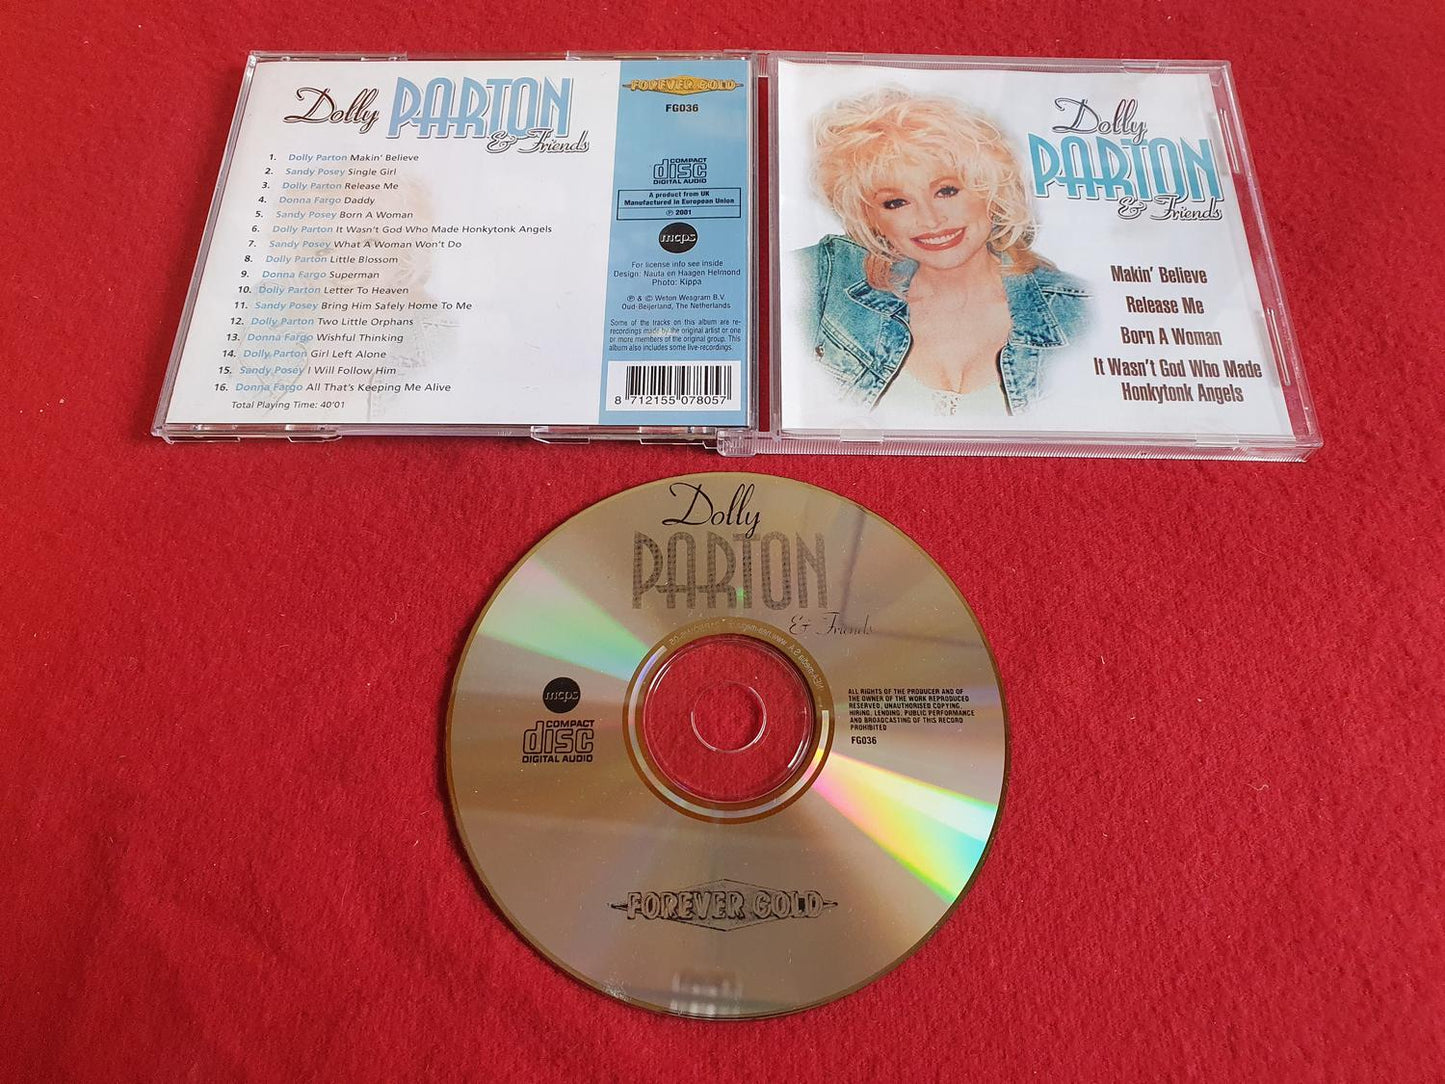 Dolly PARTON
& Friends
1. Dolly Parton Makin' Believe
2. Sandy Posey Single Girl
3. Dolly Parton Release Me
4. Donna Fargo Daddy
5. Sandy Posey Born A Woman
6. Dolly Parton It Wasn't God Who Made Honkytonk Angels
7. Sandy Posey What A Woman Won't Do
8. Dolly Parton Little Blossom
9. Donna Fargo Superman
10. Dolly Parton Letter To Heaven
11. Sandy Posey Bring Him Safely Home To Me
12. Dolly Parton Two Little Orphans
13. Donna Fargo Wishful Thinking
14. Dolly Parton Girl Left Alone
15. Sandy Posey I Will Follow Him
16. Donna Fargo All That's Keeping Me Alive
Total Playing Time: 40'01
FOREVER GOLD
FG036
COMPACT
disc
DIGITAL AUDIO
A product from UK
Manufactured in European Union
℗ 2001
mcps
For license info see inside
Design: Nauta en Haagen Helmond
Photo: Kippa
℗ & © Weton Wesgram B.V.
Oud-Beijerland, The Netherlands
Some of the tracks on this album are re-
recordings made by the original artist or one
or more members of the original group. This
album also includes some live-recordings.
8 712155 078057
Dolly
PARTON
& Friends
Makin' Believe
Release Me
Born A Woman
It Wasn't God Who Made
Honkytonk Angels
Dolly
PARTON
& Friends
mcps
COMPACT
disc
DIGITAL AUDIO
ALL RIGHTS OF THE PRODUCER AND OF
THE OWNER OF THE WORK REPRODUCED
RESERVED, UNAUTHORISED COPYING,
HIRING, LENDING, PUBLIC PERFORMANCE
AND BROADCASTING OF THIS RECORD
PROHIBITED
FG036
FOREVER GOLD